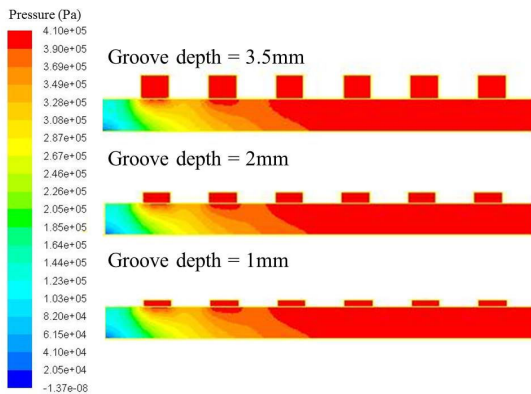 Pressure (Pa)
4.10e+05
3.90e+05
3.69e+05
3.49e+05
3.28e+05
3.08e+05
2.87e+05
2.67e+05
2.46e+05
2.26e+05
2.05e+05
1.85e+05
1.64e+05
1.44e+05
1.23e+05
1.03e+05
8.20e+04
6.15e+04
4.10e+04
2.05e+04
-1.37e-08
Groove depth = 3.5mm
Groove depth = 2mm
Groove depth = 1mm